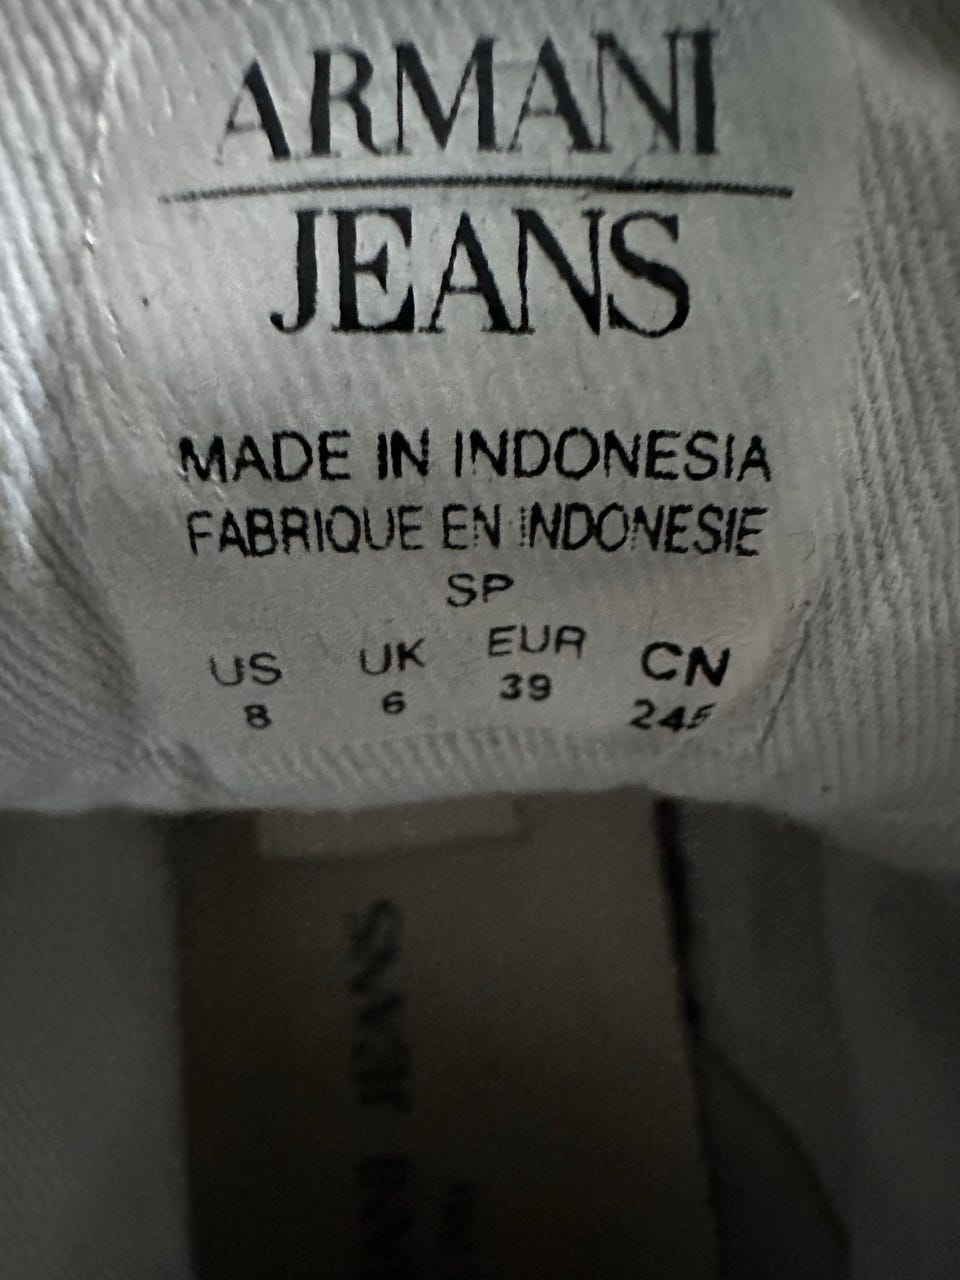 ARMANI
JEANS
MADE IN INDONESIA
FABRIQUE EN INDONESIE
SP
US UK EUR CN
8 6 39 245